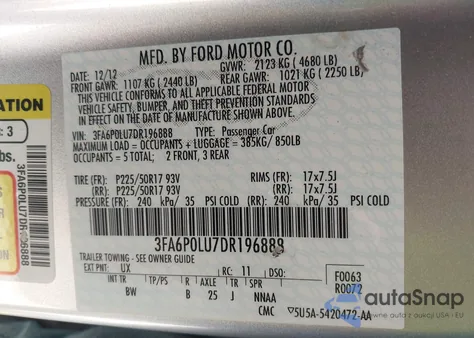 MFD. BY FORD MOTOR CO.
DATE: 12/12 GVWR: 2123 KG ( 4680 LB)
FRONT GAWR: 1107 KG ( 2440 LB) REAR GAWR: 1021 KG ( 2250 LB)
THIS VEHICLE CONFORMS TO ALL APPLICABLE FEDERAL MOTOR
VEHICLE SAFETY, BUMPER, AND THEFT PREVENTION STANDARDS
IN EFFECT ON THE DATE OF MANUFACTURE SHOWN ABOVE.
VIN: 3FA6P0LU7DR196888 TYPE: Passenger Car
MAXIMUM LOAD = OCCUPANTS + LUGGAGE = 385KG / 850LB
OCCUPANTS = 5 TOTAL: 2 FRONT, 3 REAR
TIRE (FR): P225/50R17 93V RIMS (FR): 17x7.5J
(RR): P225/50R17 93V (RR): 17x7.5J
PRESSURE (FR): 240 kPa/ 35 PSI COLD (RR): 240 kPa/ 35 PSI COLD
3FA6P0LU7DR196888
TRAILER TOWING - SEE OWNER GUIDE
EXT PNT: UX RC: 11 DSO: F0063
R0072
INT TR TP/PS R AXLE TR SPR
BW B 25 J NNAA
CMC 5U5A-5420472-AA
ATION
: 3
lbs.
3FA6P0LU7DR196888
autoSnap
Uwolnione auta z aukcji USA - EU